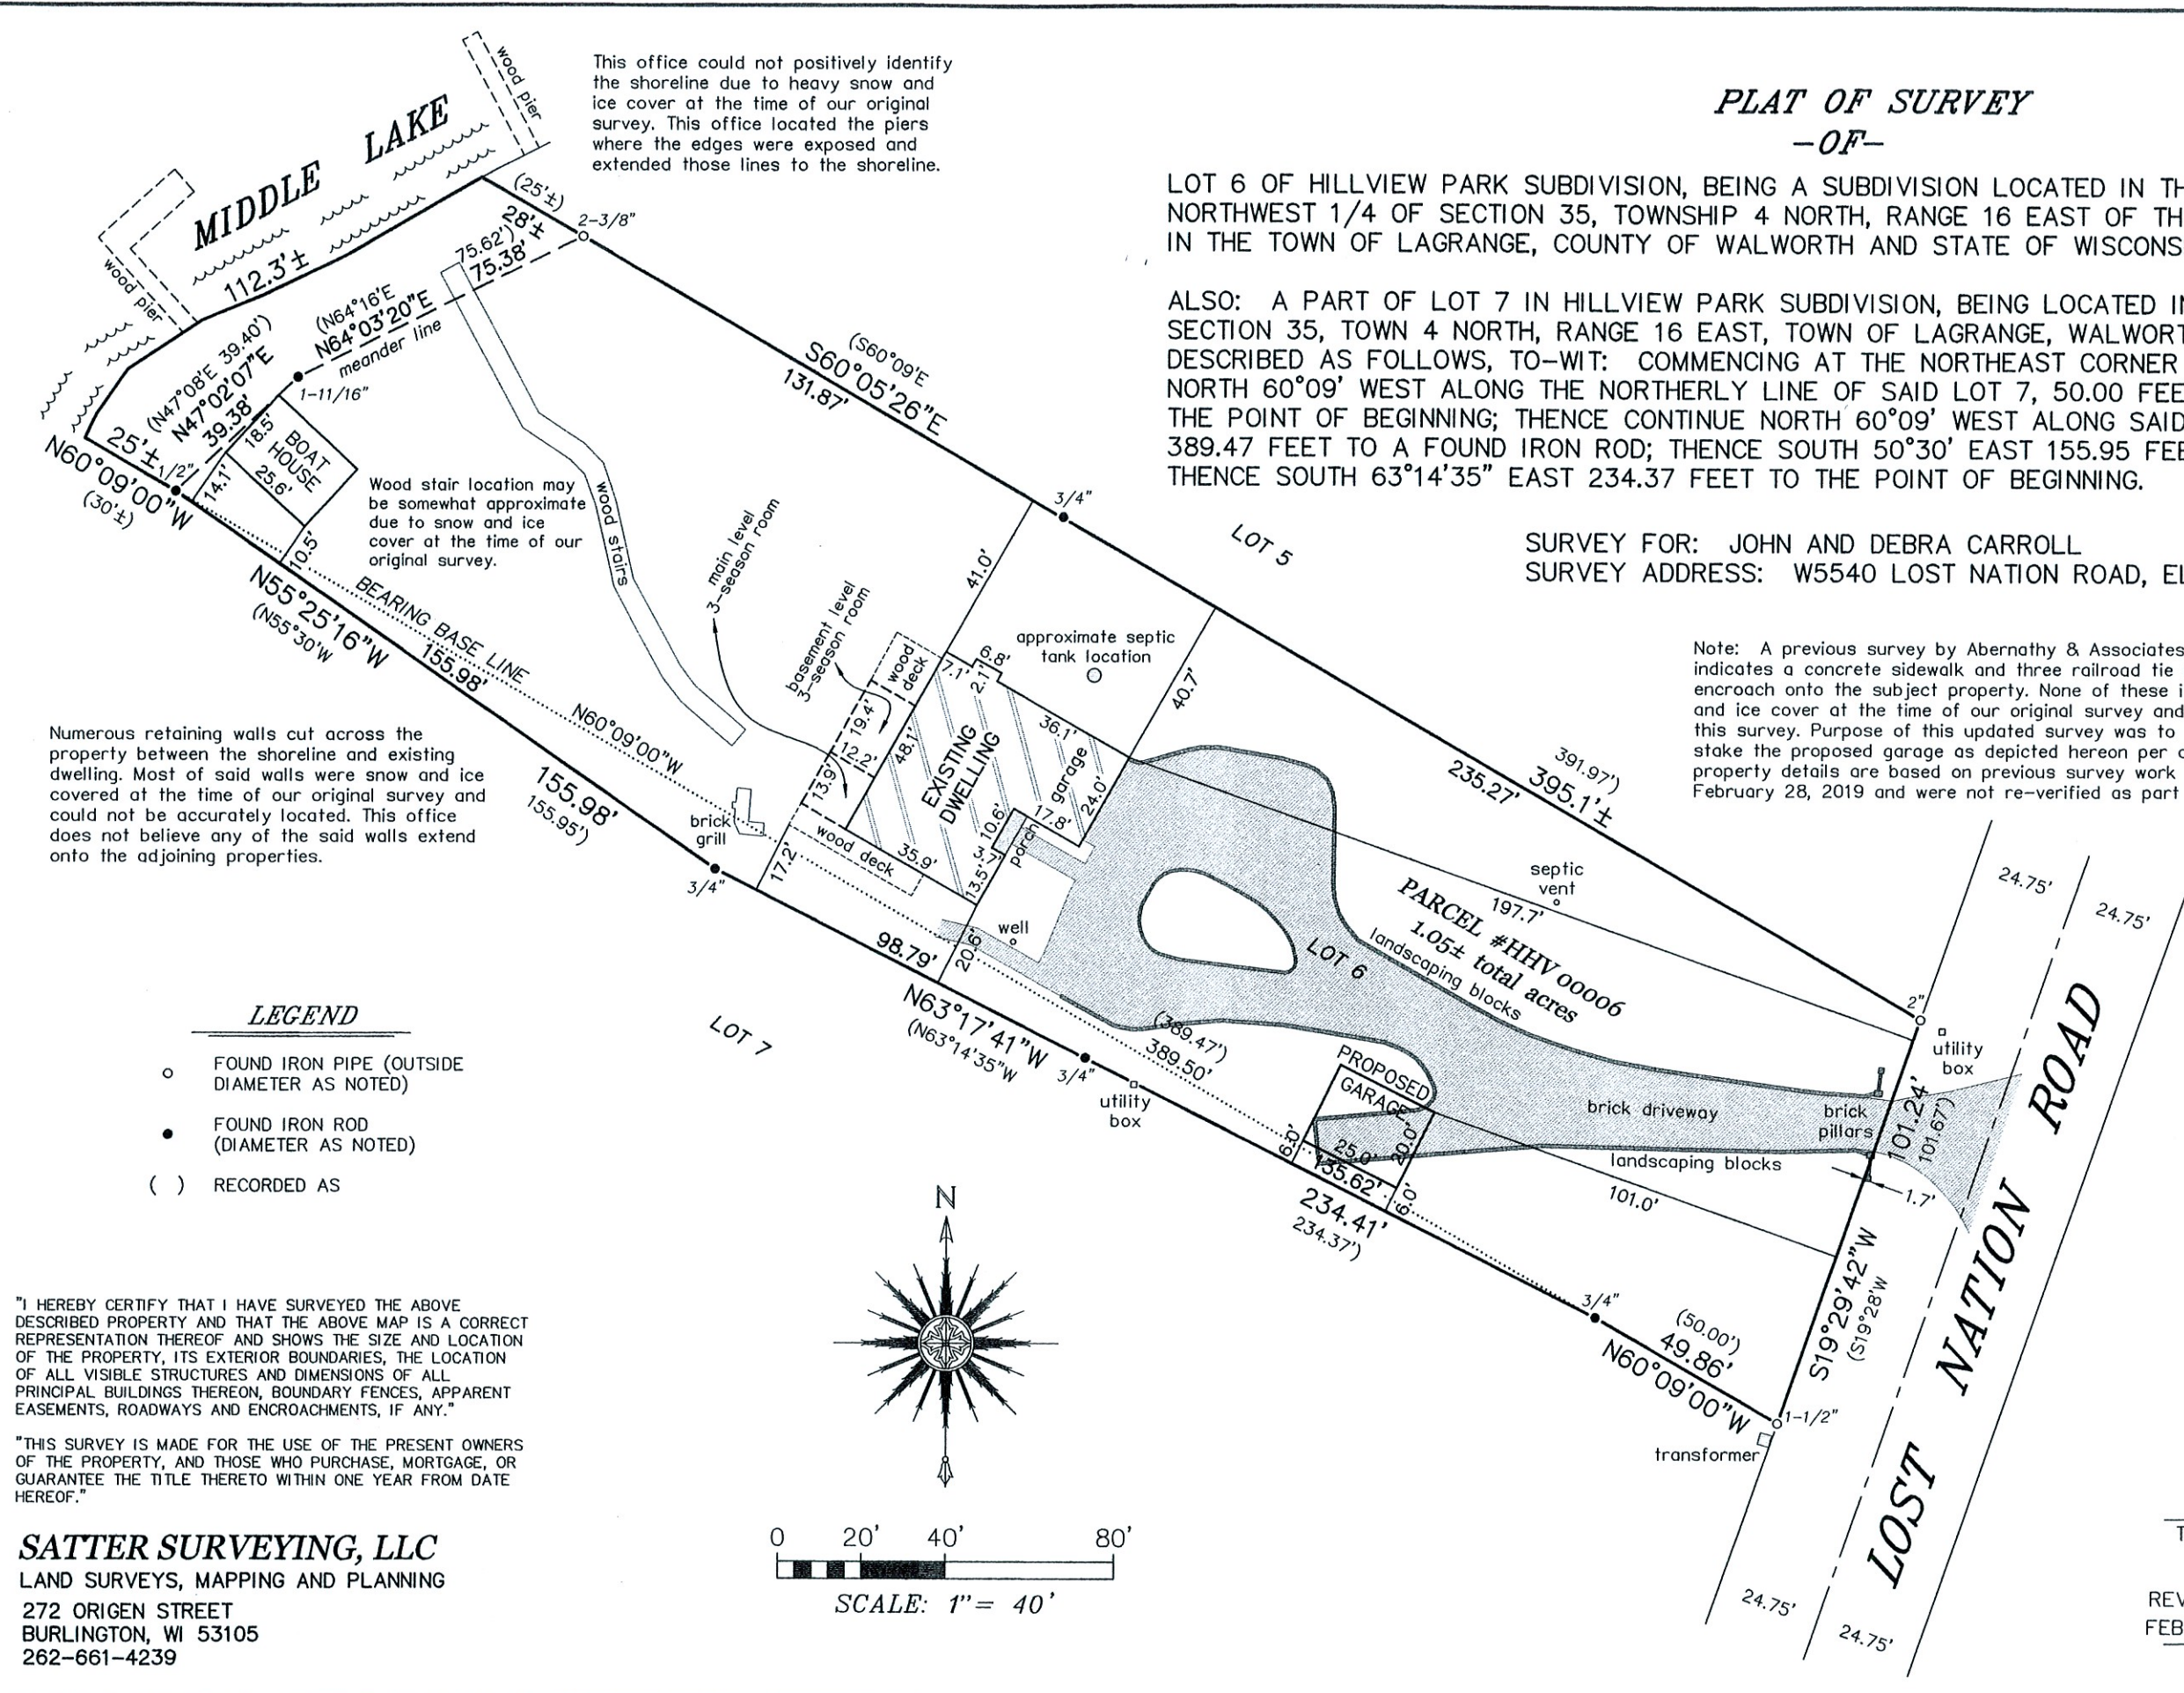 PLAT OF SURVEY
-OF-
LOT 6 OF HILLVIEW PARK SUBDIVISION, BEING A SUBDIVISION LOCATED IN
NORTHWEST 1/4 OF SECTION 35, TOWNSHIP 4 NORTH, RANGE 16 EAST OF
IN THE TOWN OF LAGRANGE, COUNTY OF WALWORTH AND STATE OF
ALSO: A PART OF LOT 7 IN HILLVIEW PARK SUBDIVISION, BEING LOCATED
SECTION 35, TOWN 4 NORTH, RANGE 16 EAST, TOWN OF LAGRANGE,
DESCRIBED AS FOLLOWS, TO-WIT: COMMENCING AT THE NORTHEAST CORNER
NORTH 60°09' WEST ALONG THE NORTHERLY LINE OF SAID LOT 7, 50.00
THE POINT OF BEGINNING; THENCE CONTINUE NORTH 60°09' WEST ALONG SAID
389.47 FEET TO A FOUND IRON ROD; THENCE SOUTH 50°30' EAST 155.95
THENCE SOUTH 63°14'35" EAST 234.37 FEET TO THE POINT OF BEGINNING.
SURVEY FOR: JOHN AND DEBRA CARROLL
SURVEY ADDRESS: W5540 LOST NATION ROAD,
Note: A previous survey by Abernathy & Associates
indicates a concrete sidewalk and three railroad tie
encroach onto the subject property. None of these
and ice cover at the time of our original survey and
this survey. Purpose of this updated survey was to
stake the proposed garage as depicted hereon per
property details are based on previous survey work
February 28, 2019 and were not re-verified as part
This office could not positively identify
the shoreline due to heavy snow and
ice cover at the time of our original
survey. This office located the piers
where the edges were exposed and
extended those lines to the shoreline.
MIDDLE LAKE
wood pier
wood pier
112.3'±
(25'±)
28'±
2-3/8"
75.62')
75.38'
(N64°16'E
N64°03'20"E
meander line
(N47°08'E 39.40')
N47°02'07"E
39.38'
1-11/16"
25'±
1/2"
N60°09'00"W
(30'±)
BOAT
HOUSE
18.5'
25.6'
14.1'
10.5'
Wood stair location may
be somewhat approximate
due to snow and ice
cover at the time of our
original survey.
wood stairs
(S60°09'E
S60°05'26"E
131.87'
3/4"
LOT 5
N55°25'16"W
(N55°30'W
BEARING BASE LINE
155.98'
N60°09'00"W
155.98'
155.95')
3/4"
main level
3-season room
basement level
3-season room
41.0'
approximate septic
tank location
40.7'
wood
deck
7.1'
6.8'
2.1'
19.4'
12.2'
13.9'
48.1'
EXISTING
DWELLING
36.1'
garage
24.0'
17.8'
10.6'
3.7'
porch
13.5'
35.9'
wood deck
17.2'
brick
grill
well
20.6'
98.79'
Numerous retaining walls cut across the
property between the shoreline and existing
dwelling. Most of said walls were snow and ice
covered at the time of our original survey and
could not be accurately located. This office
does not believe any of the said walls extend
onto the adjoining properties.
391.97')
395.1'±
235.27'
septic
vent
197.7'
PARCEL #HHV 00006
1.05± total acres
landscaping blocks
LOT 6
N63°17'41"W
(N63°14'35"W
3/4"
(389.47')
389.50'
utility
box
LOT 7
PROPOSED
GARAGE
6.0'
25.0'
20.0'
6.0'
135.62'
234.41'
234.37')
brick driveway
brick
pillars
landscaping blocks
101.0'
1.7'
2"
utility
box
101.24'
101.67')
S19°29'42"W
(S19°28'W
24.75'
24.75'
LOST NATION ROAD
24.75'
24.75'
3/4"
(50.00')
49.86'
N60°09'00"W
1-1/2"
transformer
LEGEND
FOUND IRON PIPE (OUTSIDE
DIAMETER AS NOTED)
FOUND IRON ROD
(DIAMETER AS NOTED)
( ) RECORDED AS
N
"I HEREBY CERTIFY THAT I HAVE SURVEYED THE ABOVE
DESCRIBED PROPERTY AND THAT THE ABOVE MAP IS A CORRECT
REPRESENTATION THEREOF AND SHOWS THE SIZE AND LOCATION
OF THE PROPERTY, ITS EXTERIOR BOUNDARIES, THE LOCATION
OF ALL VISIBLE STRUCTURES AND DIMENSIONS OF ALL
PRINCIPAL BUILDINGS THEREON, BOUNDARY FENCES, APPARENT
EASEMENTS, ROADWAYS AND ENCROACHMENTS, IF ANY."
"THIS SURVEY IS MADE FOR THE USE OF THE PRESENT OWNERS
OF THE PROPERTY, AND THOSE WHO PURCHASE, MORTGAGE, OR
GUARANTEE THE TITLE THERETO WITHIN ONE YEAR FROM DATE
HEREOF."
SATTER SURVEYING, LLC
LAND SURVEYS, MAPPING AND PLANNING
272 ORIGEN STREET
BURLINGTON, WI 53105
262-661-4239
0 20' 40' 80'
SCALE: 1"= 40'
FEB